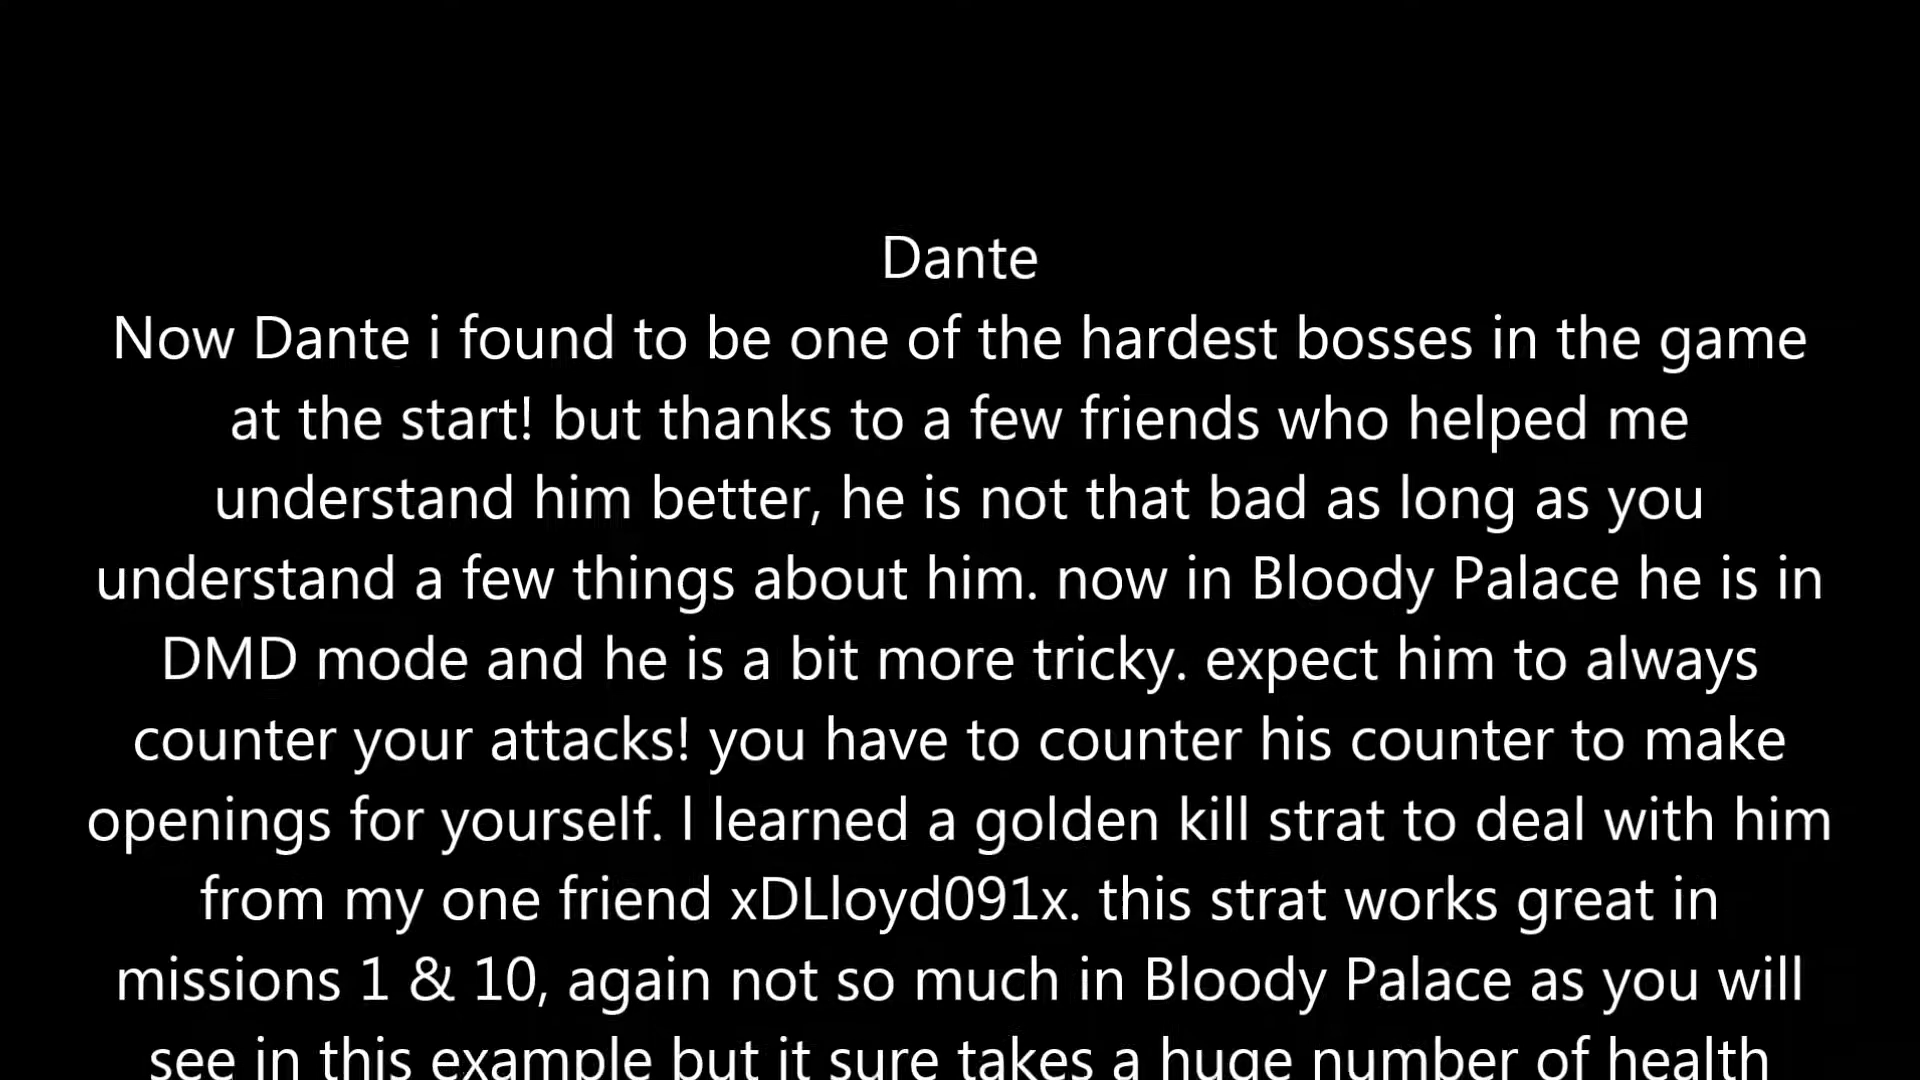 Dante
Now Dante i found to be one of the hardest bosses in the game
at the start! but thanks to a few friends who helped me
understand him better, he is not that bad as long as you
understand a few things about him. now in Bloody Palace he is in
DMD mode and he is a bit more tricky. expect him to always
counter your attacks! you have to counter his counter to make
openings for yourself. I learned a golden kill strat to deal with him
from my one friend xDLloyd091x. this strat works great in
missions 1 & 10, again not so much in Bloody Palace as you will
see in this example but it sure takes a huge number of health